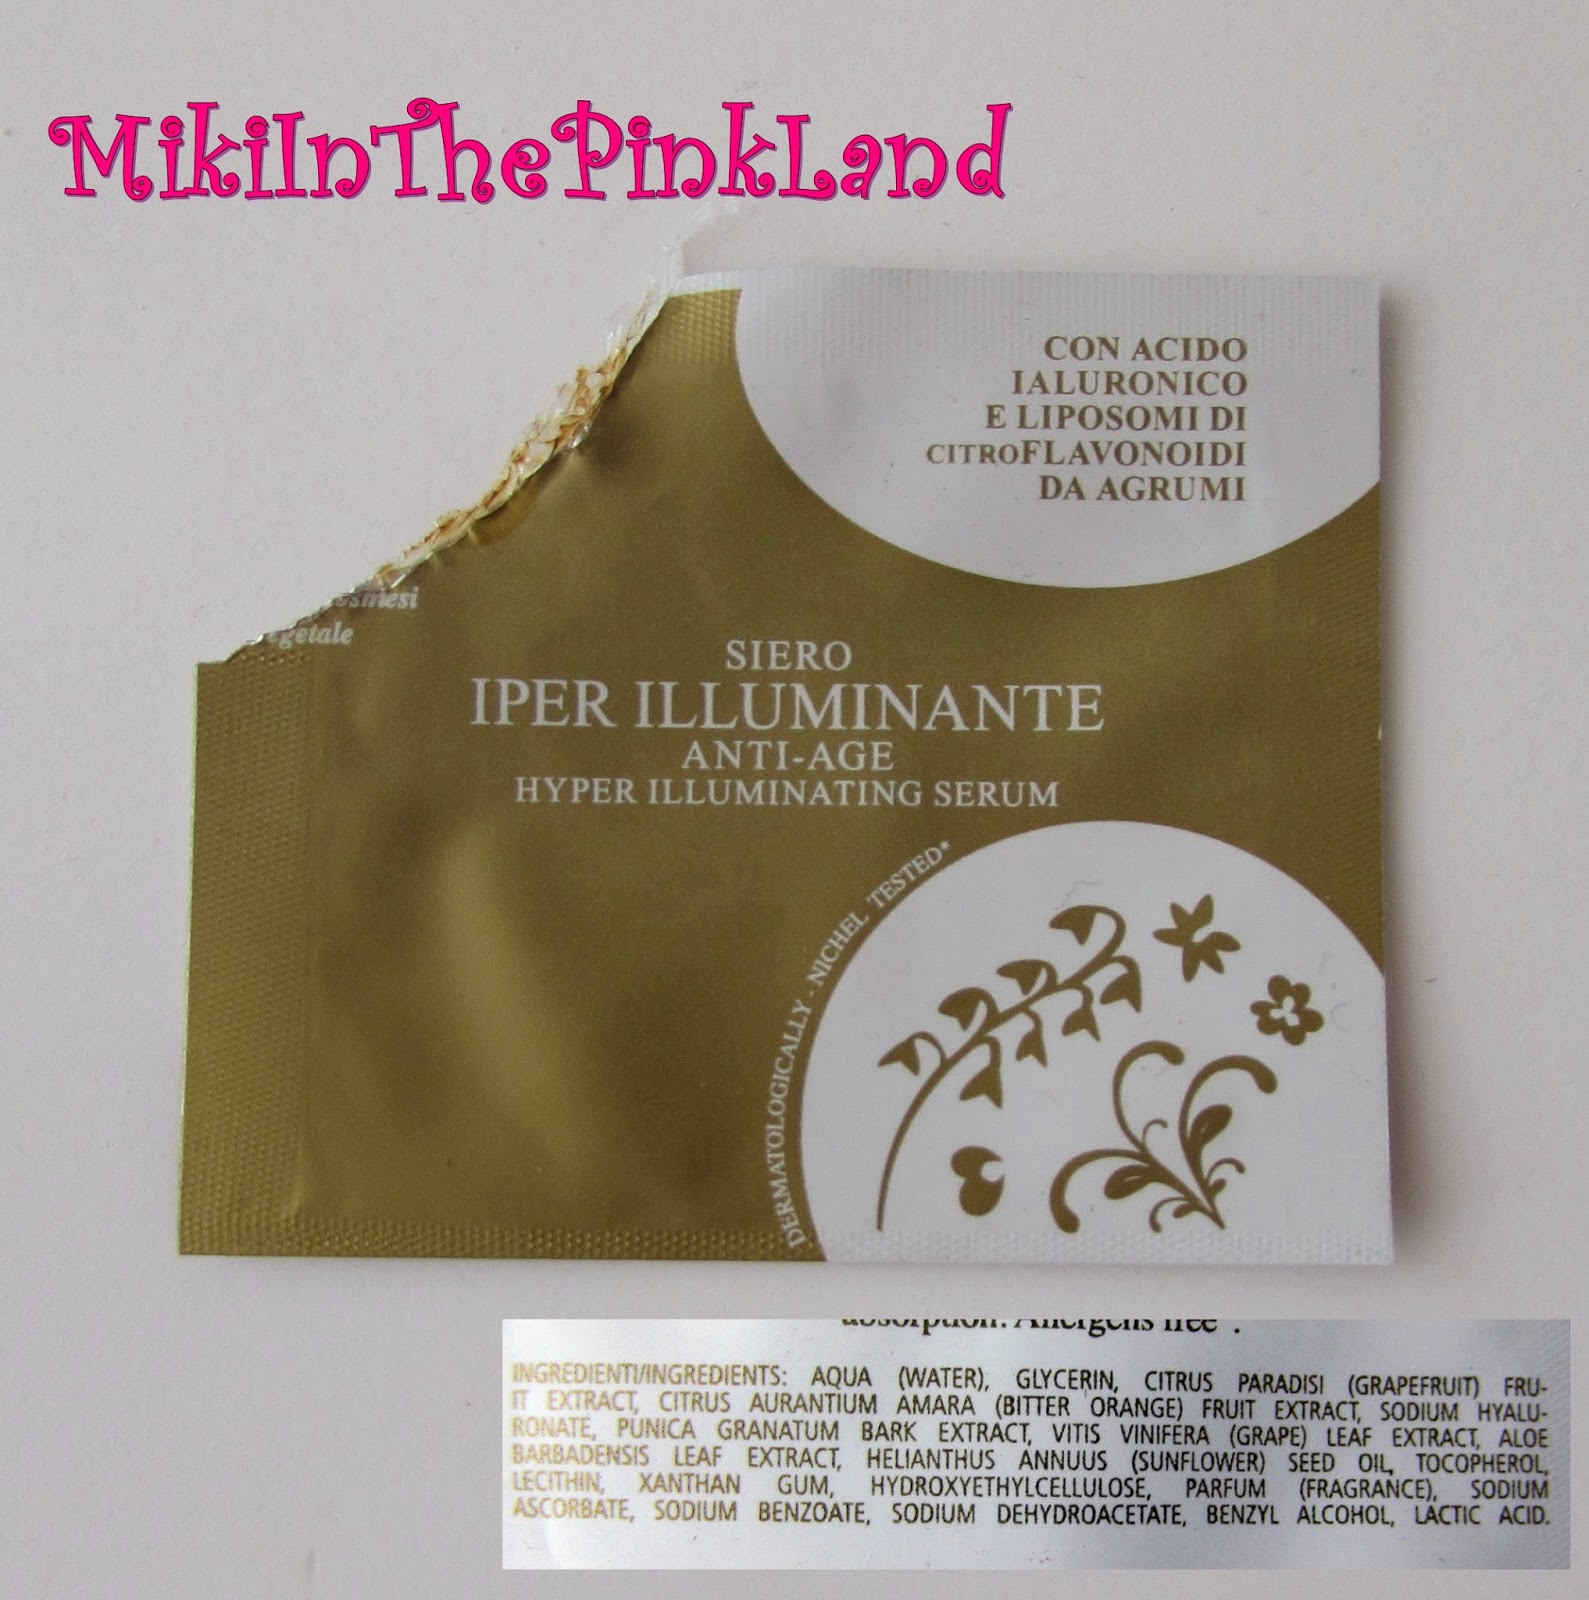 MikiInThePinkLand
CON ACIDO
IALURONICO
E LIPOSOMI DI
CITROFLAVONOIDI
DA AGRUMI
SIERO
IPER ILLUMINANTE
ANTI-AGE
HYPER ILLUMINATING SERUM
DERMATOLOGICALLY - NICHEL TESTED*
absorption. Allergens free*.
INGREDIENTI/INGREDIENTS: AQUA (WATER), GLYCERIN, CITRUS PARADISI (GRAPEFRUIT) FRU-
IT EXTRACT, CITRUS AURANTIUM AMARA (BITTER ORANGE) FRUIT EXTRACT, SODIUM HYALU-
RONATE, PUNICA GRANATUM BARK EXTRACT, VITIS VINIFERA (GRAPE) LEAF EXTRACT, ALOE
BARBADENSIS LEAF EXTRACT, HELIANTHUS ANNUUS (SUNFLOWER) SEED OIL, TOCOPHEROL,
LECITHIN, XANTHAN GUM, HYDROXYETHYLCELLULOSE, PARFUM (FRAGRANCE), SODIUM
ASCORBATE, SODIUM BENZOATE, SODIUM DEHYDROACETATE, BENZYL ALCOHOL, LACTIC ACID.